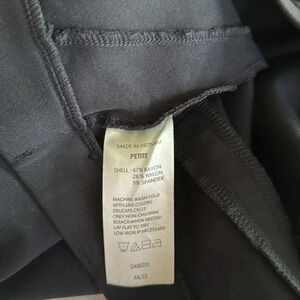 MADE IN VIETNAM
PETITE
SHELL: 67% RAYON
28% NYLON
5% SPANDEX
MACHINE WASH COLD
WITH LIKE COLORS
DELICATE CYCLE
ONLY NON-CHLORINE
BLEACH WHEN NEEDED
LAY FLAT TO DRY
LOW IRON IF NECESSARY
FA/22